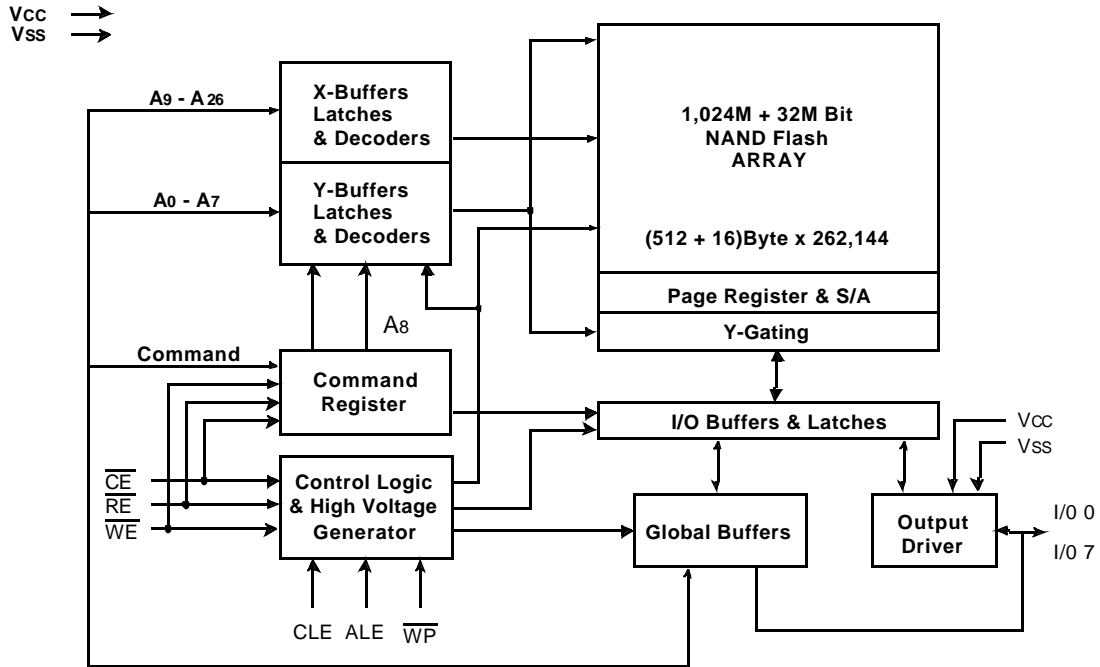 VCC
VSS
A9 - A26
X-Buffers
Latches
& Decoders
1,024M + 32M Bit
NAND Flash
ARRAY
A0 - A7
Y-Buffers
Latches
& Decoders
(512 + 16)Byte x 262,144
Page Register & S/A
A8
Y-Gating
Command
Command
Register
I/O Buffers & Latches
VCC
VSS
CE
RE
WE
Control Logic
& High Voltage
Generator
Global Buffers
Output
Driver
I/0 0
I/0 7
CLE ALE WP